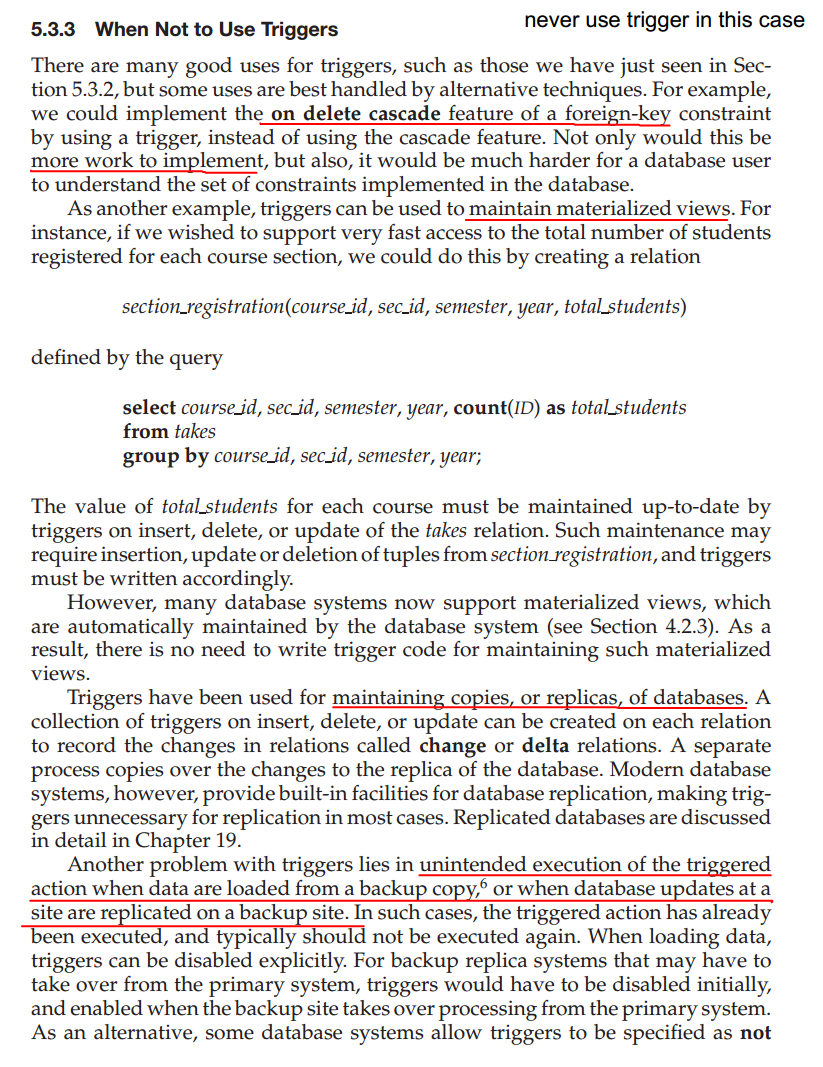 never use trigger in this case
5.3.3 When Not to Use Triggers
There are many good uses for triggers, such as those we have just seen in Sec-
tion 5.3.2, but some uses are best handled by alternative techniques. For example,
we could implement the on delete cascade feature of a foreign-key constraint
by using a trigger, instead of using the cascade feature. Not only would this be
more work to implement, but also, it would be much harder for a database user
to understand the set of constraints implemented in the database.
As another example, triggers can be used to maintain materialized views. For
instance, if we wished to support very fast access to the total number of students
registered for each course section, we could do this by creating a relation
section_registration(course_id, sec_id, semester, year, total_students)
defined by the query
select course_id, sec_id, semester, year, count(ID) as total_students
from takes
group by course_id, sec_id, semester, year;
The value of total_students for each course must be maintained up-to-date by
triggers on insert, delete, or update of the takes relation. Such maintenance may
require insertion, update or deletion of tuples from section_registration, and triggers
must be written accordingly.
However, many database systems now support materialized views, which
are automatically maintained by the database system (see Section 4.2.3). As a
result, there is no need to write trigger code for maintaining such materialized
views.
Triggers have been used for maintaining copies, or replicas, of databases. A
collection of triggers on insert, delete, or update can be created on each relation
to record the changes in relations called change or delta relations. A separate
process copies over the changes to the replica of the database. Modern database
systems, however, provide built-in facilities for database replication, making trig-
gers unnecessary for replication in most cases. Replicated databases are discussed
in detail in Chapter 19.
Another problem with triggers lies in unintended execution of the triggered
action when data are loaded from a backup copy,6 or when database updates at a
site are replicated on a backup site. In such cases, the triggered action has already
been executed, and typically should not be executed again. When loading data,
triggers can be disabled explicitly. For backup replica systems that may have to
take over from the primary system, triggers would have to be disabled initially,
and enabled when the backup site takes over processing from the primary system.
As an alternative, some database systems allow triggers to be specified as not